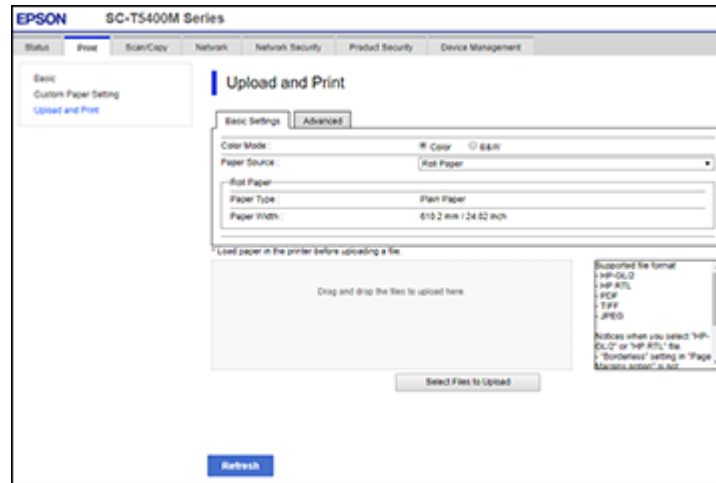 EPSON SC-T5400M Series
Status Print Scan/Copy Network Network Security Product Security Device Management
Basic
Custom Paper Setting
Upload and Print
Upload and Print
Basic Settings Advanced
Color Mode : Color B&W
Paper Source : Roll Paper
Roll Paper
Paper Type : Plain Paper
Paper Width : 610.2 mm / 24.02 inch
* Load paper in the printer before uploading a file.
Drag and drop the files to upload here.
Supported file format
- HP-GL/2
- HP RTL
- PDF
- TIFF
- JPEG
Notices when you select "HP-
GL/2" or "HP RTL" file.
- "Borderless" setting in "Page
Margins option" is not
Select Files to Upload
Refresh